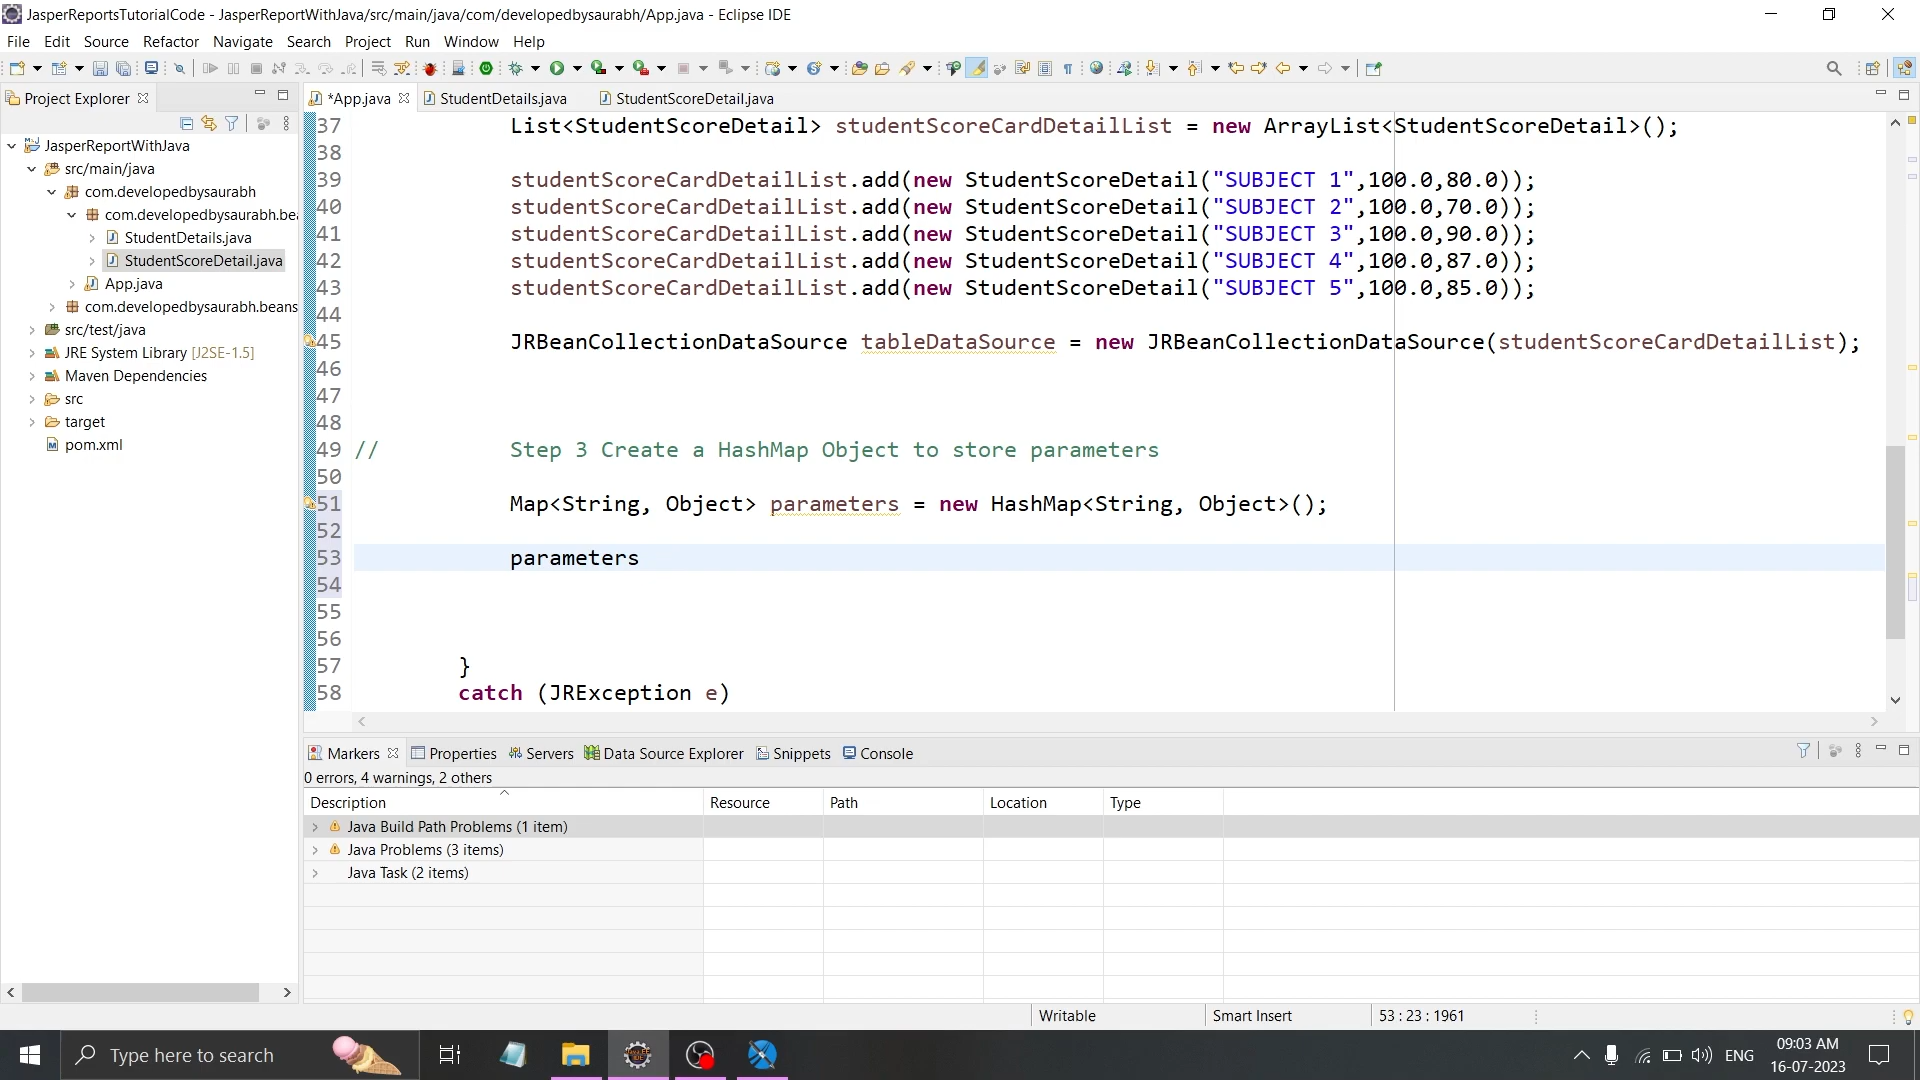 JasperReportsTutorialCode - JasperReportWithJava/src/main/java/com/developedbysaurabh/App.java - Eclipse IDE
File Edit Source Refactor Navigate Search Project Run Window Help
Project Explorer
*App.java StudentDetails.java StudentScoreDetail.java
JasperReportWithJava
src/main/java
com.developedbysaurabh
com.developedbysaurabh.bea
StudentDetails.java
StudentScoreDetail.java
App.java
com.developedbysaurabh.beans
src/test/java
JRE System Library [J2SE-1.5]
Maven Dependencies
src
target
pom.xml
37 List<StudentScoreDetail> studentScoreCardDetailList = new ArrayList<StudentScoreDetail>();
38
39 studentScoreCardDetailList.add(new StudentScoreDetail("SUBJECT 1",100.0,80.0));
40 studentScoreCardDetailList.add(new StudentScoreDetail("SUBJECT 2",100.0,70.0));
41 studentScoreCardDetailList.add(new StudentScoreDetail("SUBJECT 3",100.0,90.0));
42 studentScoreCardDetailList.add(new StudentScoreDetail("SUBJECT 4",100.0,87.0));
43 studentScoreCardDetailList.add(new StudentScoreDetail("SUBJECT 5",100.0,85.0));
44
45 JRBeanCollectionDataSource tableDataSource = new JRBeanCollectionDataSource(studentScoreCardDetailList);
46
47
48
49 // Step 3 Create a HashMap Object to store parameters
50
51 Map<String, Object> parameters = new HashMap<String, Object>();
52
53 parameters
54
55
56
57 }
58 catch (JRException e)
Markers Properties Servers Data Source Explorer Snippets Console
0 errors, 4 warnings, 2 others
Description Resource Path Location Type
Java Build Path Problems (1 item)
Java Problems (3 items)
Java Task (2 items)
Writable Smart Insert 53 : 23 : 1961
Type here to search
ENG
09:03 AM
16-07-2023